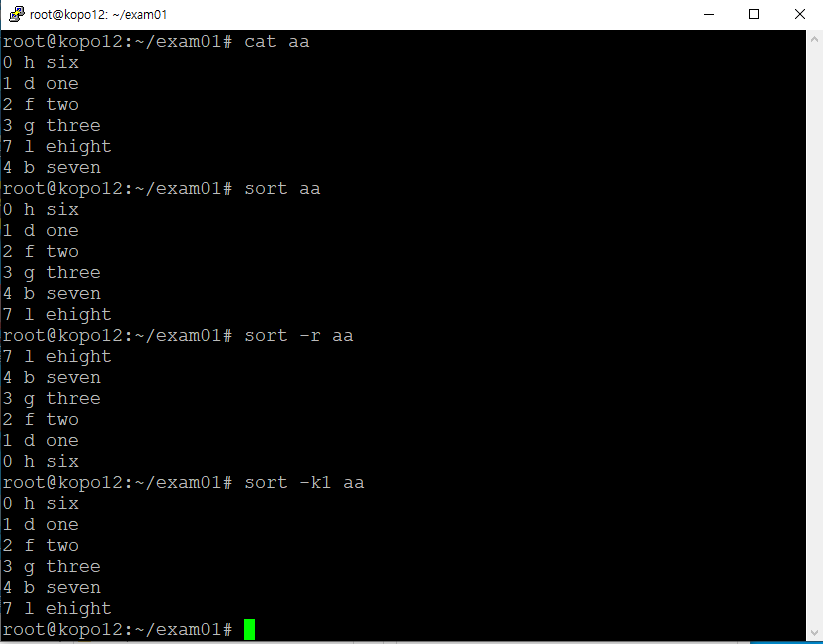 root@kopo12: ~/exam01
root@kopo12:~/exam01# cat aa
0 h six
1 d one
2 f two
3 g three
7 l ehight
4 b seven
root@kopo12:~/exam01# sort aa
0 h six
1 d one
2 f two
3 g three
4 b seven
7 l ehight
root@kopo12:~/exam01# sort -r aa
7 l ehight
4 b seven
3 g three
2 f two
1 d one
0 h six
root@kopo12:~/exam01# sort -k1 aa
0 h six
1 d one
2 f two
3 g three
4 b seven
7 l ehight
root@kopo12:~/exam01#